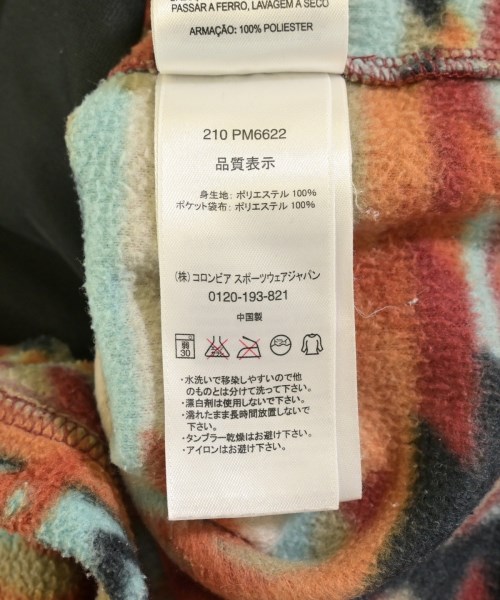 PASSAR A FERRO, LAVAGEM A SECO
ARMAÇÃO: 100% POLIESTER
210 PM6622
品質表示
身生地: ポリエステル 100%
ポケット袋布: ポリエステル 100%
(株) コロンビア スポーツウェアジャパン
0120-193-821
中国製
弱
30
・水洗いで移染しやすいので他
のものとは分けて洗って下さい。
・漂白剤は使用しないで下さい。
・濡れたまま長時間放置しないで
下さい。
・タンブラー乾燥はお避け下さい。
・アイロンはお避け下さい。